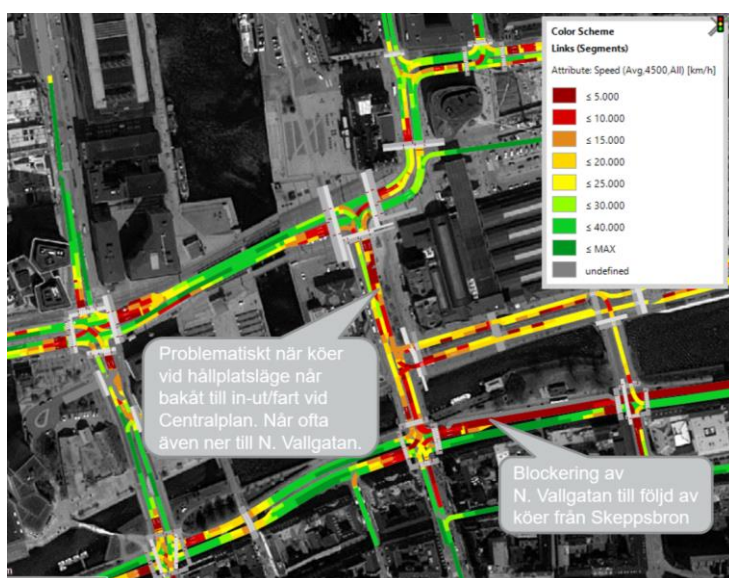 Color Scheme
Links (Segments)
Attribute: Speed (Avg,4500,All) [km/h]
≤ 5.000
≤ 10.000
≤ 15.000
≤ 20.000
≤ 25.000
≤ 30.000
≤ 40.000
≤ MAX
undefined
Problematiskt när köer
vid hållplatsläge når
bakåt till in-ut/fart vid
Centralplan. Når ofta
även ner till N. Vallgatan.
Blockering av
N. Vallgatan till följd av
köer från Skeppsbron